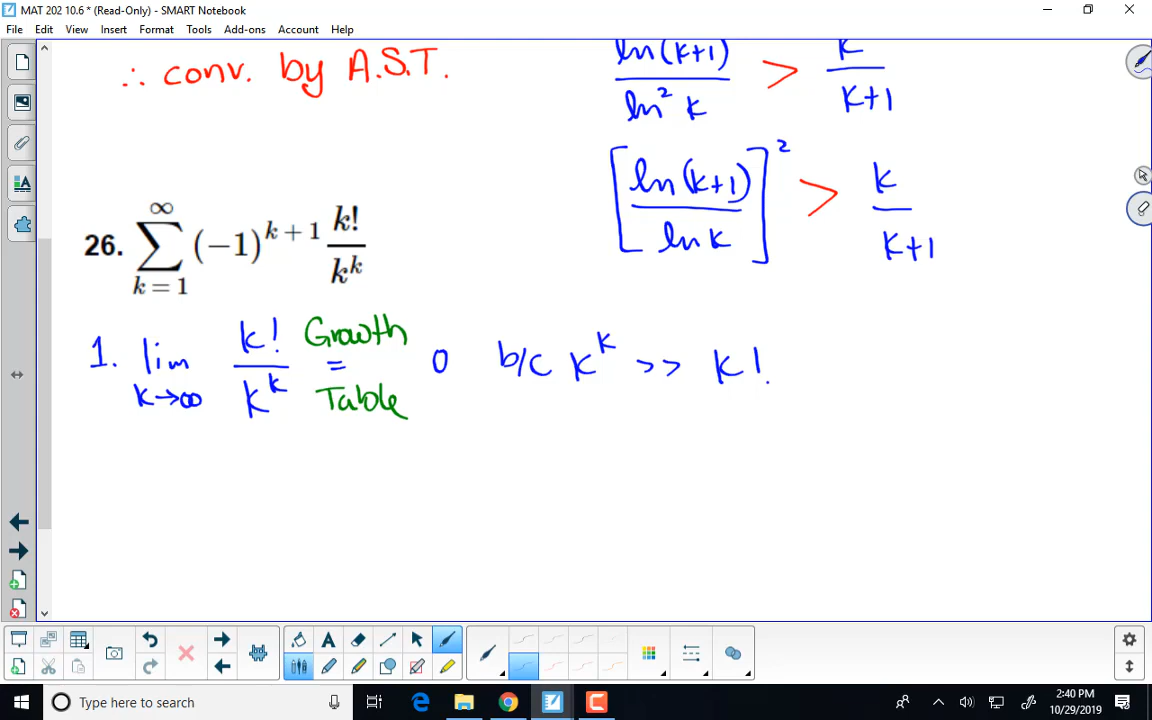 MAT 202 10.6 * (Read-Only) - SMART Notebook
File Edit View Insert Format Tools Add-ons Account Help
∴ conv. by A.S.T.
ln(k+1) / ln² k > k / k+1
[ln(k+1) / ln k]² > k / k+1
26. ∑_{k=1}^{∞} (−1)^{k+1} k!/k^k
1. lim_{k→∞} k!/k^k = 0 b/c k^k >> k!
Growth
Table
Type here to search
2:40 PM
10/29/2019